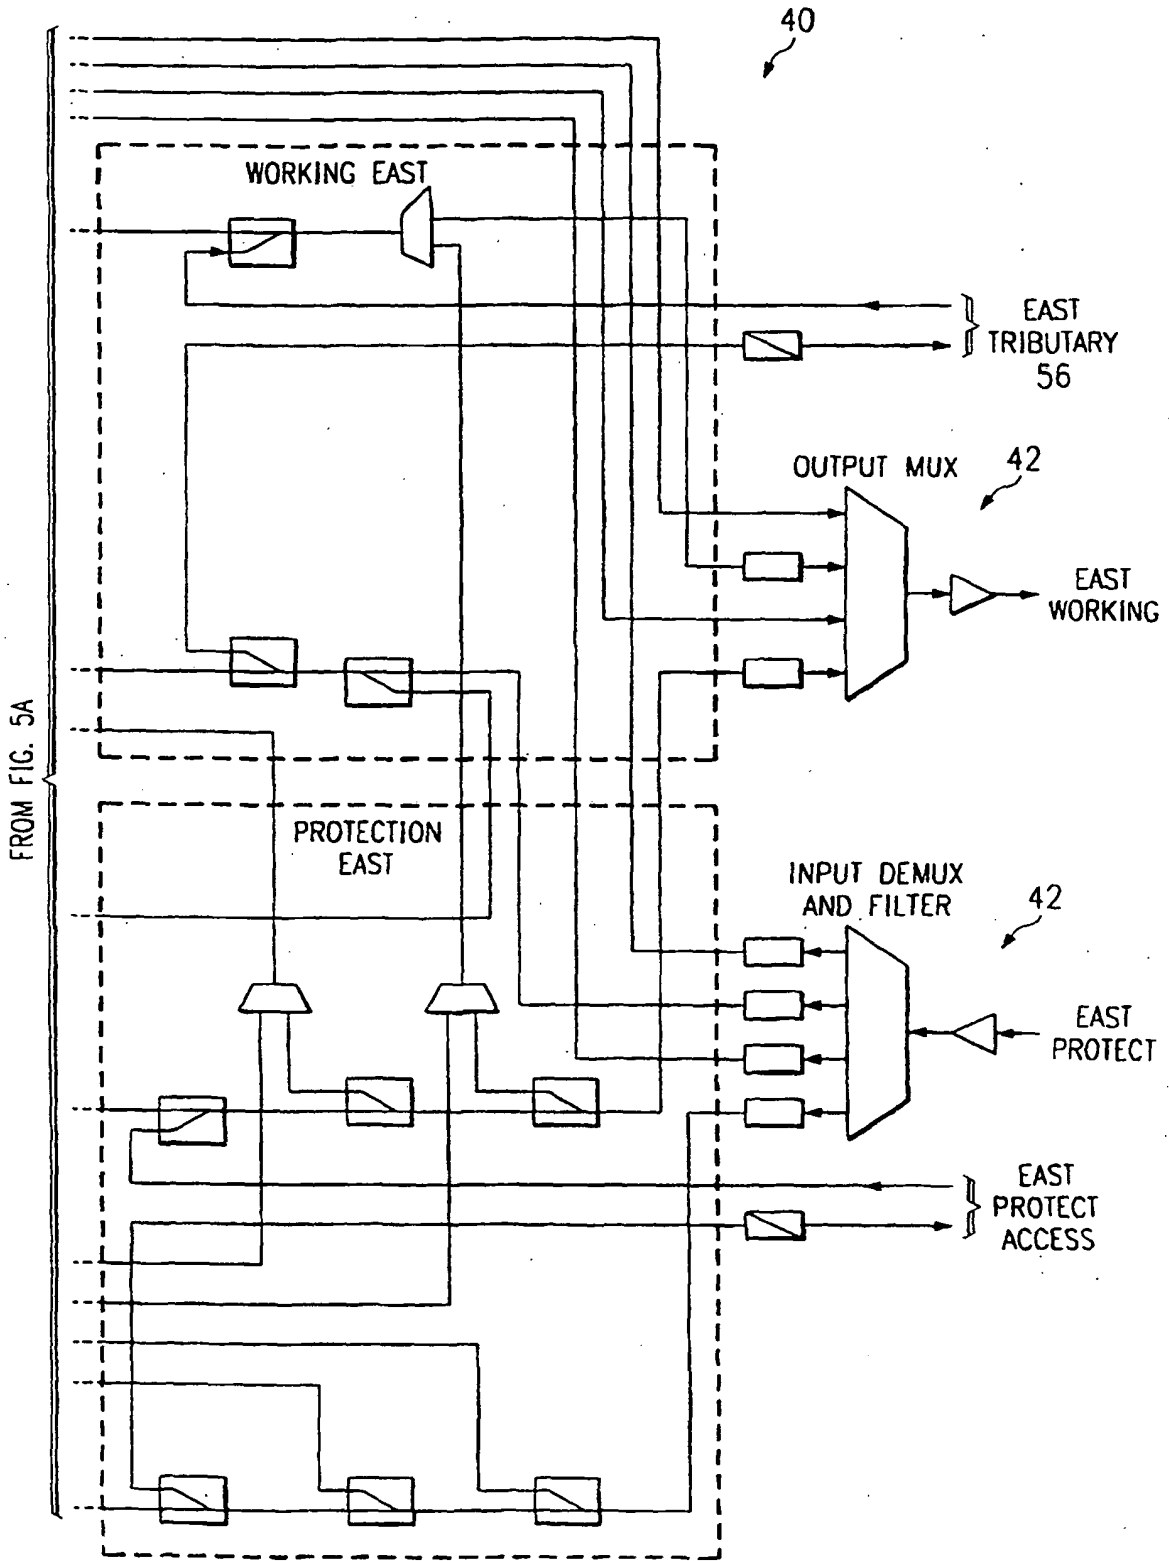 40
WORKING EAST
EAST
TRIBUTARY
56
OUTPUT MUX
42
EAST
WORKING
FROM FIG. 5A
PROTECTION
EAST
INPUT DEMUX
AND FILTER
42
EAST
PROTECT
EAST
PROTECT
ACCESS